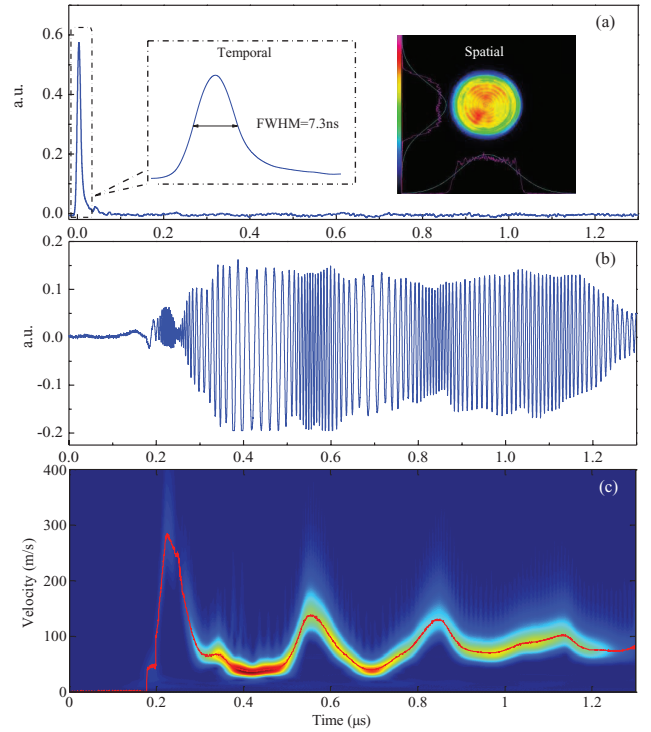 (a)
0.6
Temporal
Spatial
a.u.
0.4
FWHM=7.3ns
0.2
0.0
0.0 0.2 0.4 0.6 0.8 1.0 1.2
0.2
(b)
0.1
a.u.
0.0
-0.1
-0.2
0.0 0.2 0.4 0.6 0.8 1.0 1.2
400
(c)
300
Velocity (m/s)
200
100
0
0.0 0.2 0.4 0.6 0.8 1 1.2
Time (μs)